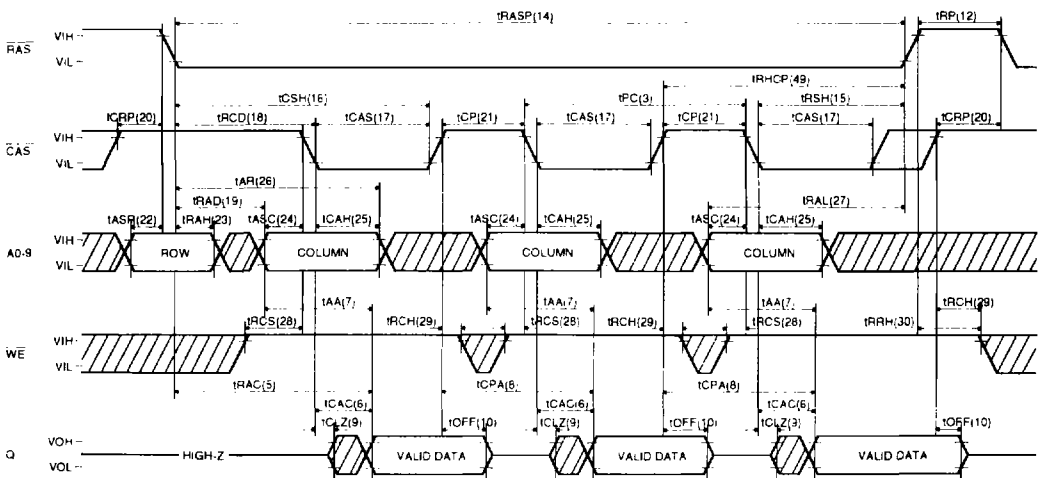 tRASP(14) tRP(12)
RAS VIH
VIL
tRHCP(49)
tCSH(16) tPC(3) tRSH(15)
tCRP(20) tRCD(18) tCAS(17) tCP(21) tCAS(17) tCP(21) tCAS(17) tCRP(20)
CAS VIH
VIL
tAR(26)
tRAD(19) tRAL(27)
tASR(22) tRAH(23) tASC(24) tCAH(25) tASC(24) tCAH(25) tASC(24) tCAH(25)
A0-9 VIH
VIL
ROW COLUMN COLUMN COLUMN
tAA(7) tAA(7) tAA(7)
tRCS(28) tRCH(29) tRCS(28) tRCH(29) tRCS(28) tRRH(30) tRCH(29)
WE VIH
VIL
tRAC(5) tCPA(8) tCPA(8)
tCAC(6) tCAC(6) tCAC(6)
tCLZ(9) tOFF(10) tCLZ(9) tOFF(10) tCLZ(9) tOFF(10)
Q VOH
VOL
HIGH-Z VALID DATA VALID DATA VALID DATA